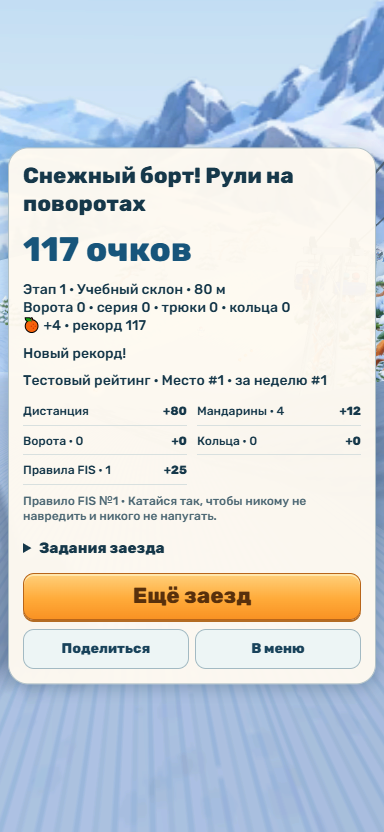 Снежный борт! Рули на
поворотах
117 очков
Этап 1 • Учебный склон • 80 м
Ворота 0 • серия 0 • трюки 0 • кольца 0
+4 • рекорд 117
Новый рекорд!
Тестовый рейтинг • Место #1 • за неделю #1
Дистанция +80 Мандарины • 4 +12
Ворота • 0 +0 Кольца • 0 +0
Правила FIS • 1 +25
Правило FIS №1 • Катайся так, чтобы никому не
навредить и никого не напугать.
Задания заезда
Ещё заезд
Поделиться В меню